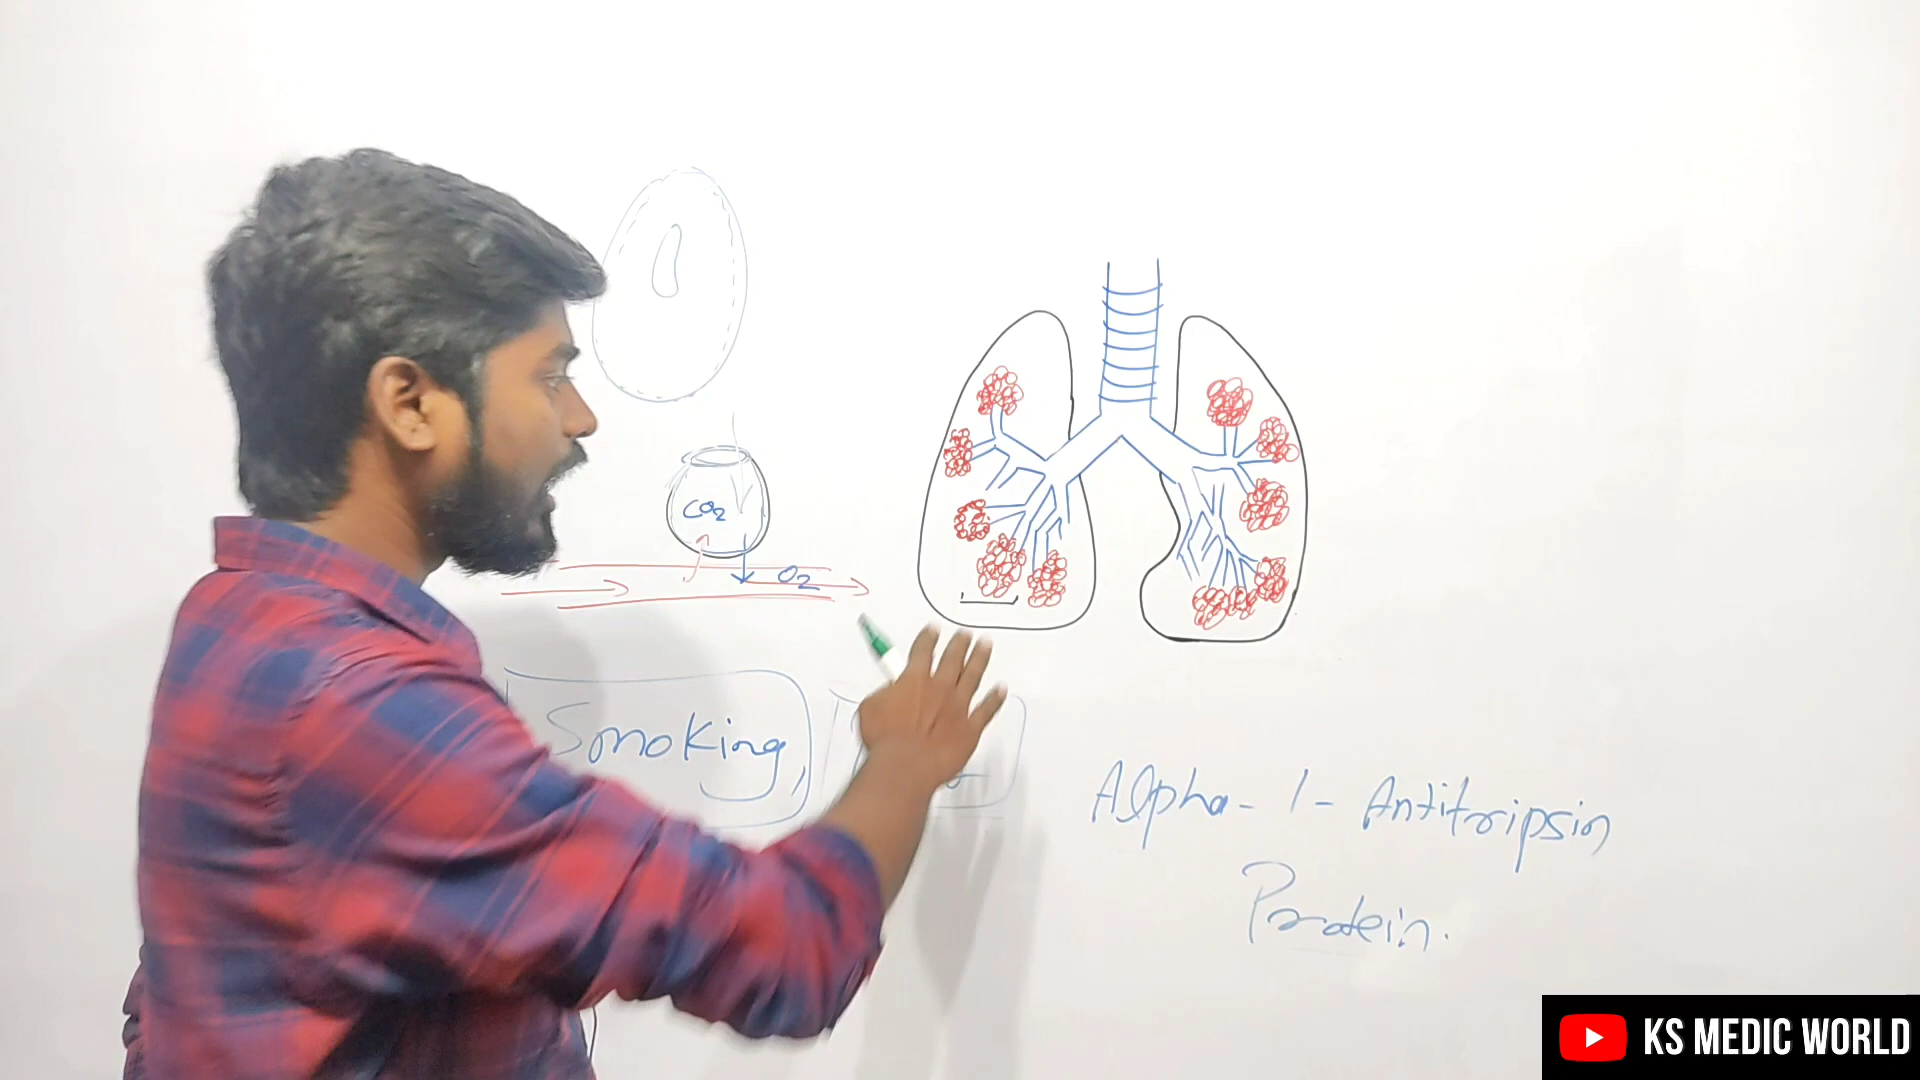 CO2
O2
Smoking,
Alpha-1-Antitripsin
Protein.
KS MEDIC WORLD